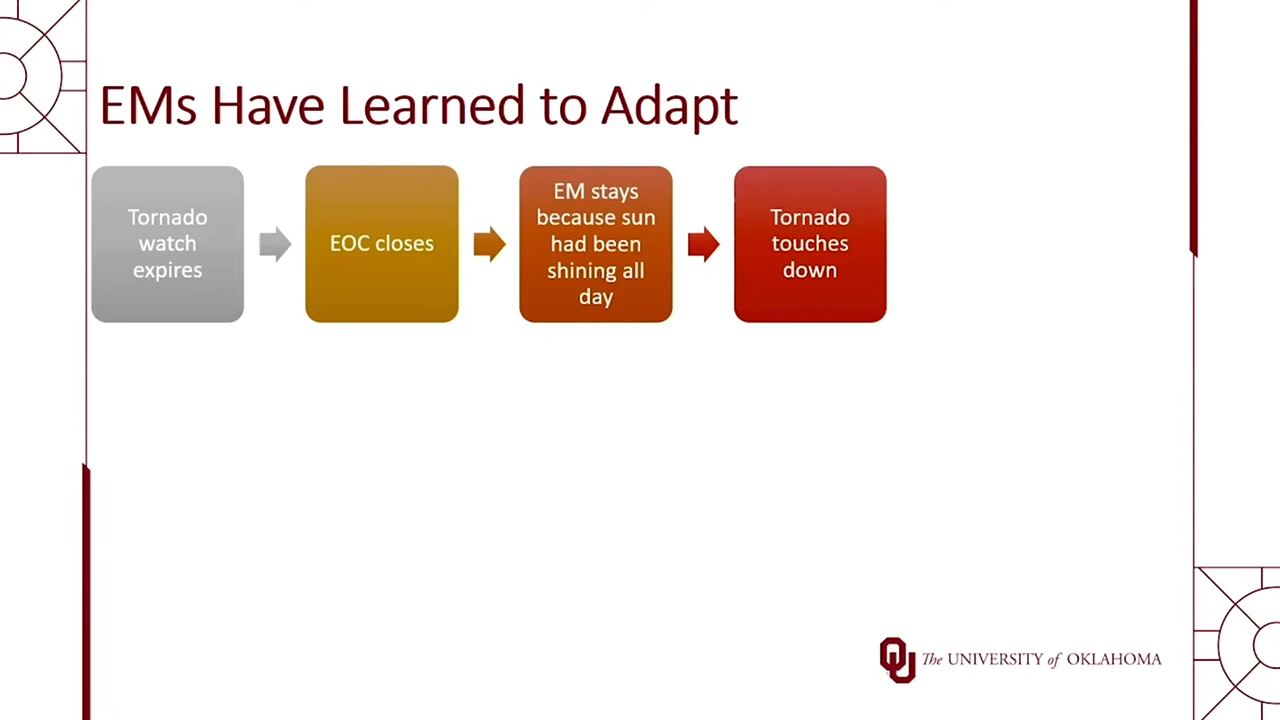 EMs Have Learned to Adapt
Tornado
watch
expires
EOC closes
EM stays
because sun
had been
shining all
day
Tornado
touches
down
OU The UNIVERSITY of OKLAHOMA